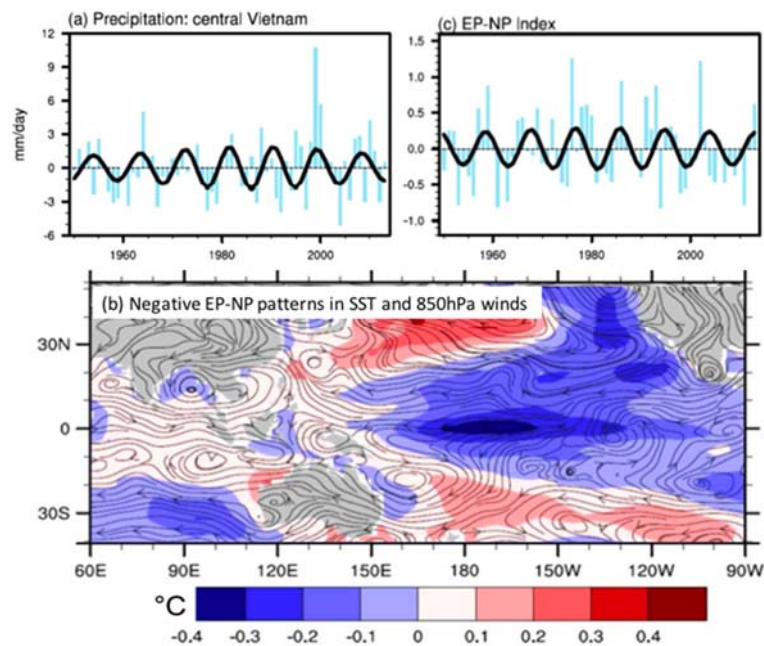 (a) Precipitation: central Vietnam
12
9
6
3
0
-3
-6
mm/day
1960
1980
2000
(c) EP-NP Index
1.5
1.0
0.5
0.0
-0.5
-1.0
1960
1980
2000
(b) Negative EP-NP patterns in SST and 850hPa winds
30N
0
30S
60E
90E
120E
150E
180
150W
120W
90W
°C
-0.4
-0.3
-0.2
-0.1
0
0.1
0.2
0.3
0.4